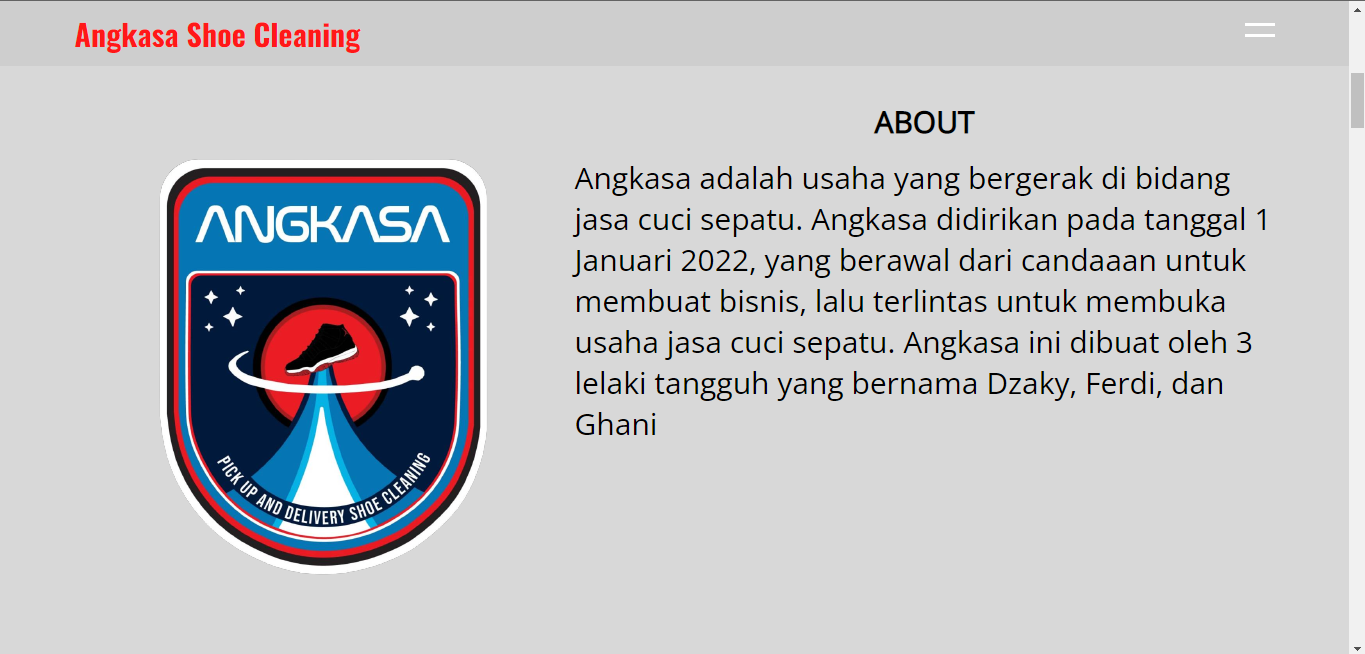 Angkasa Shoe Cleaning
ABOUT
ANGKASA
PICK UP AND DELIVERY SHOE CLEANING
Angkasa adalah usaha yang bergerak di bidang
jasa cuci sepatu. Angkasa didirikan pada tanggal 1
Januari 2022, yang berawal dari candaaan untuk
membuat bisnis, lalu terlintas untuk membuka
usaha jasa cuci sepatu. Angkasa ini dibuat oleh 3
lelaki tangguh yang bernama Dzaky, Ferdi, dan
Ghani